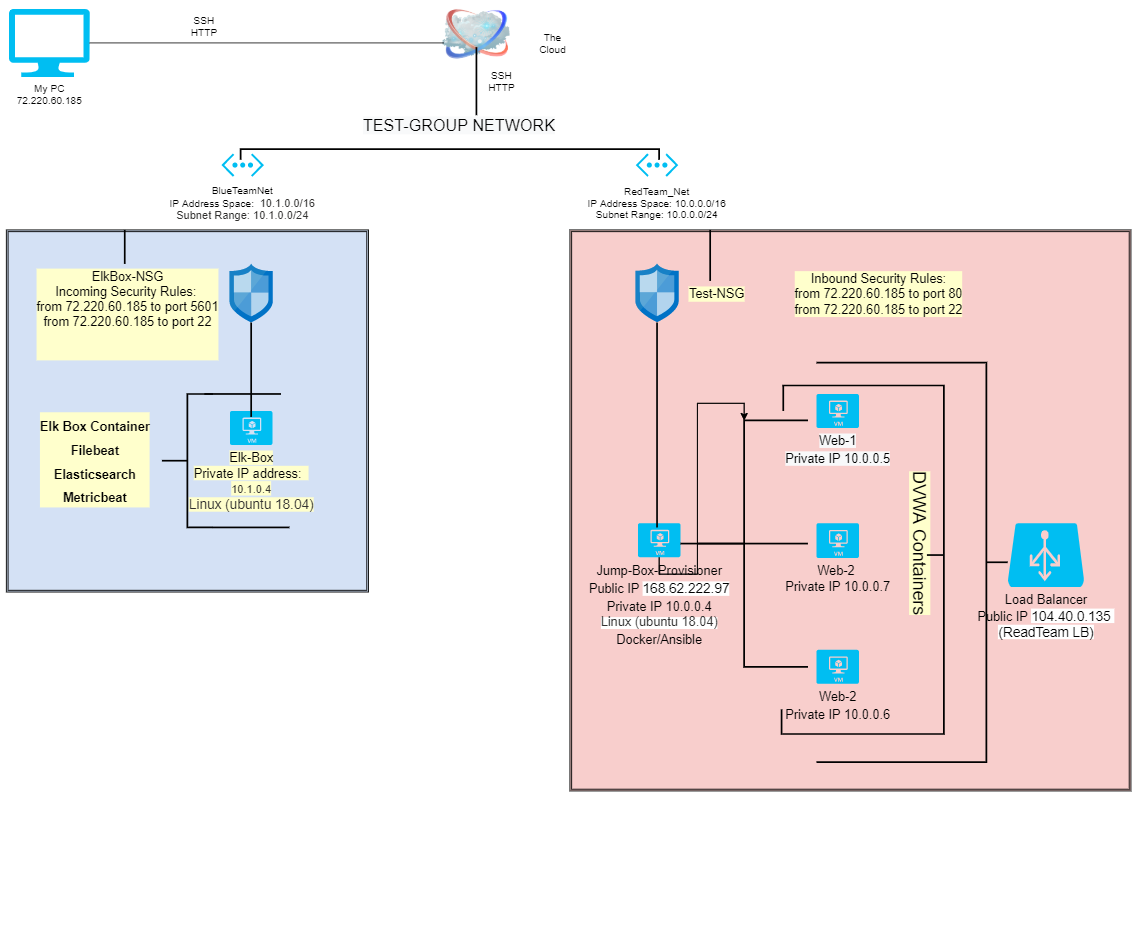 SSH
HTTP
The
Cloud
My PC
72.220.60.185
SSH
HTTP
TEST-GROUP NETWORK
BlueTeamNet
IP Address Space: 10.1.0.0/16
Subnet Range: 10.1.0.0/24
RedTeam_Net
IP Address Space: 10.0.0.0/16
Subnet Range: 10.0.0.0/24
ElkBox-NSG
Incoming Security Rules:
from 72.220.60.185 to port 5601
from 72.220.60.185 to port 22
Elk Box Container
Filebeat
Elasticsearch
Metricbeat
VM
Elk-Box
Private IP address:
10.1.0.4
Linux (ubuntu 18.04)
Test-NSG
Inbound Security Rules:
from 72.220.60.185 to port 80
from 72.220.60.185 to port 22
VM
Jump-Box-Provisioner
Public IP 168.62.222.97
Private IP 10.0.0.4
Linux (ubuntu 18.04)
Docker/Ansible
VM
Web-1
Private IP 10.0.0.5
VM
Web-2
Private IP 10.0.0.7
VM
Web-2
Private IP 10.0.0.6
DVWA Containers
Load Balancer
Public IP 104.40.0.135
(ReadTeam LB)